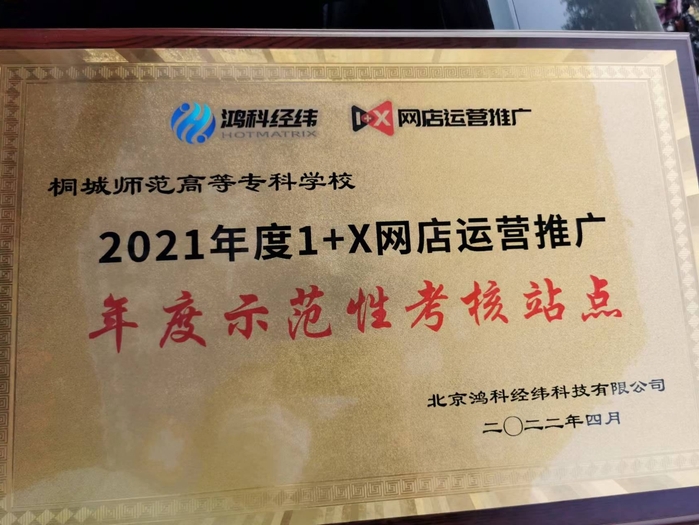 鸿科经纬 1+X网店运营推广
HOTMATRIX
桐城师范高等专科学校
2021年度1+X网店运营推广
年度示范性考核站点
北京鸿科经纬科技有限公司
二〇二二年四月